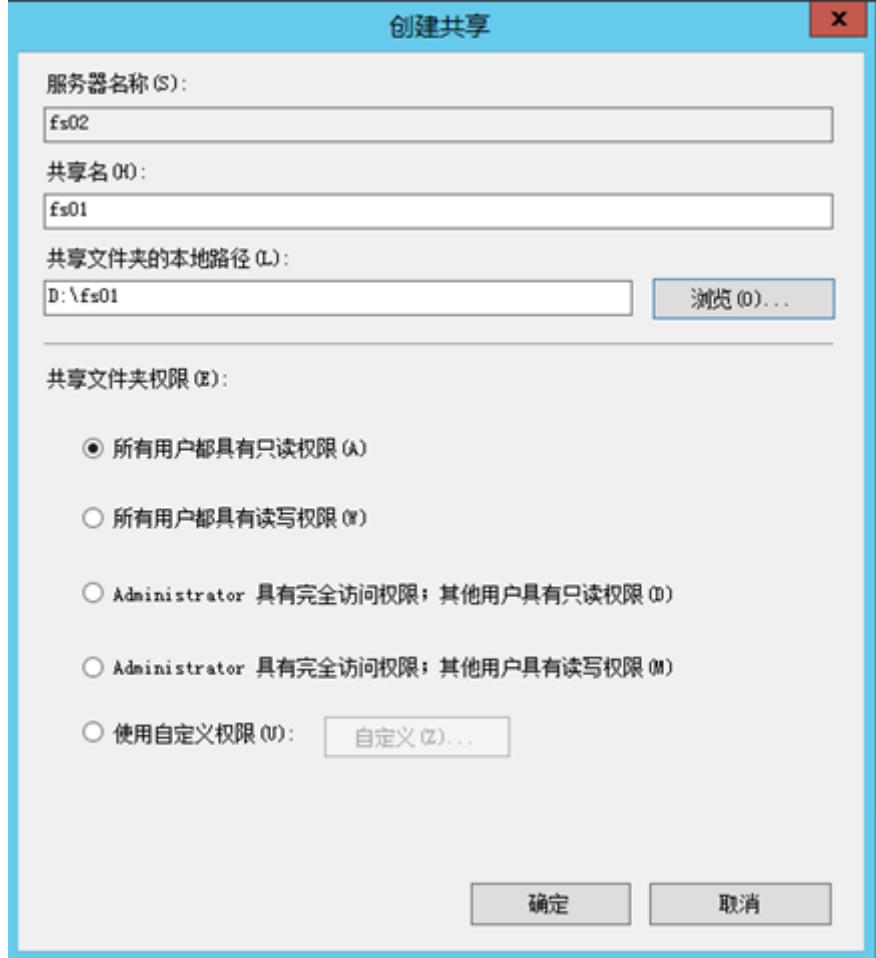 创建共享
x
服务器名称(S):
fs02
共享名(H):
fs01
共享文件夹的本地路径(L):
D:\fs01
浏览(O)...
共享文件夹权限(E):
所有用户都具有只读权限(A)
所有用户都具有读写权限(W)
Administrator 具有完全访问权限；其他用户具有只读权限(D)
Administrator 具有完全访问权限；其他用户具有读写权限(M)
使用自定义权限(U):
自定义(Z)...
确定
取消